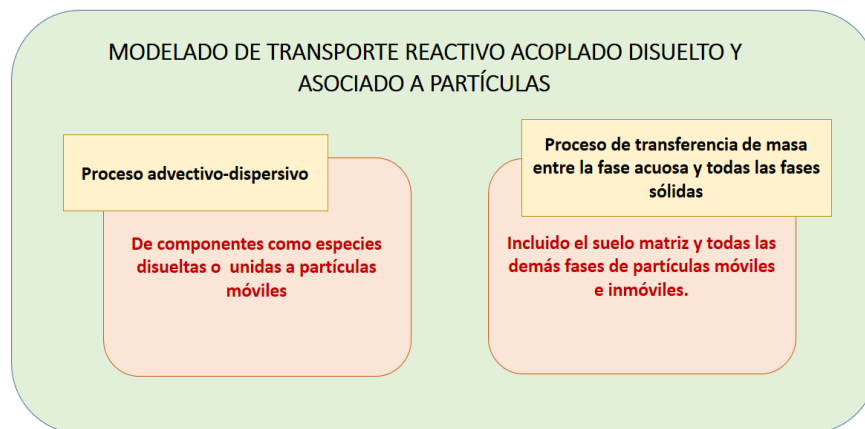 MODELADO DE TRANSPORTE REACTIVO ACOPLADO DISUELTO Y
ASOCIADO A PARTÍCULAS
Proceso advectivo-dispersivo
De componentes como especies
disueltas o unidas a partículas
móviles
Proceso de transferencia de masa
entre la fase acuosa y todas las fases
sólidas
Incluido el suelo matriz y todas las
demás fases de partículas móviles
e inmóviles.